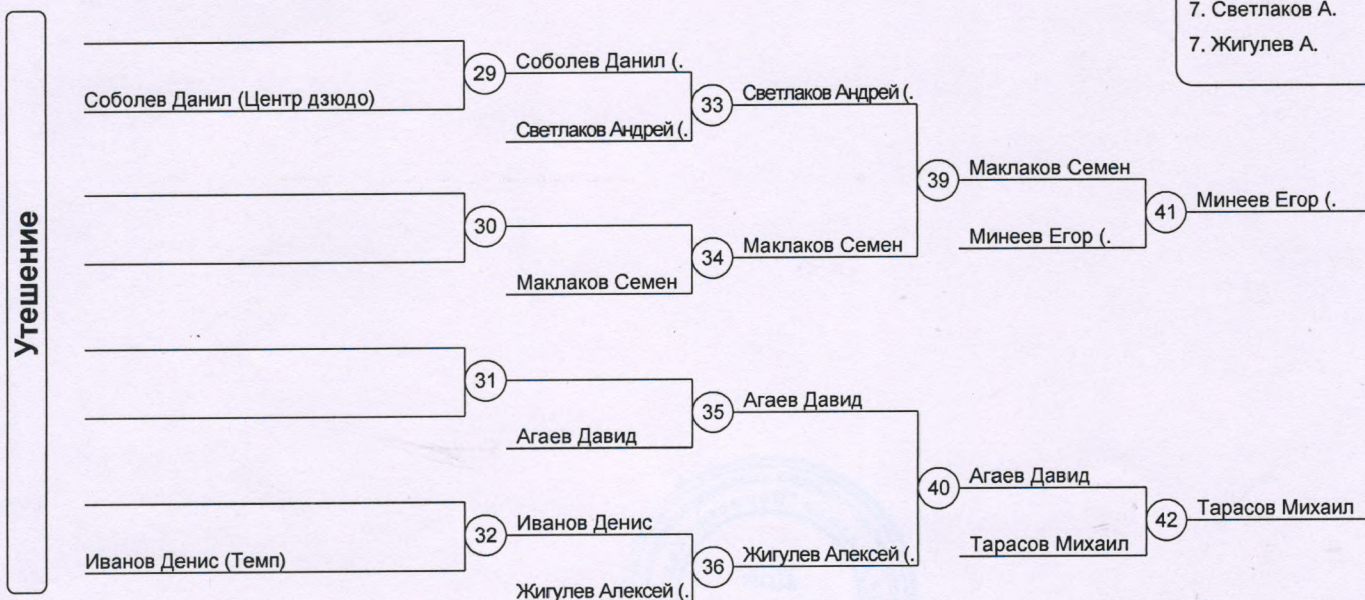 7. Светлаков А.
7. Жигулев А.
Утешение
Соболев Данил (Центр дзюдо)
29
Соболев Данил (.
Светлаков Андрей (.
33
Светлаков Андрей (.
30
Маклаков Семен
34
Маклаков Семен
39
Маклаков Семен
Минеев Егор (.
41
Минеев Егор (.
31
Агаев Давид
35
Агаев Давид
Иванов Денис (Темп)
32
Иванов Денис
Жигулев Алексей (.
36
Жигулев Алексей (.
40
Агаев Давид
Тарасов Михаил
42
Тарасов Михаил